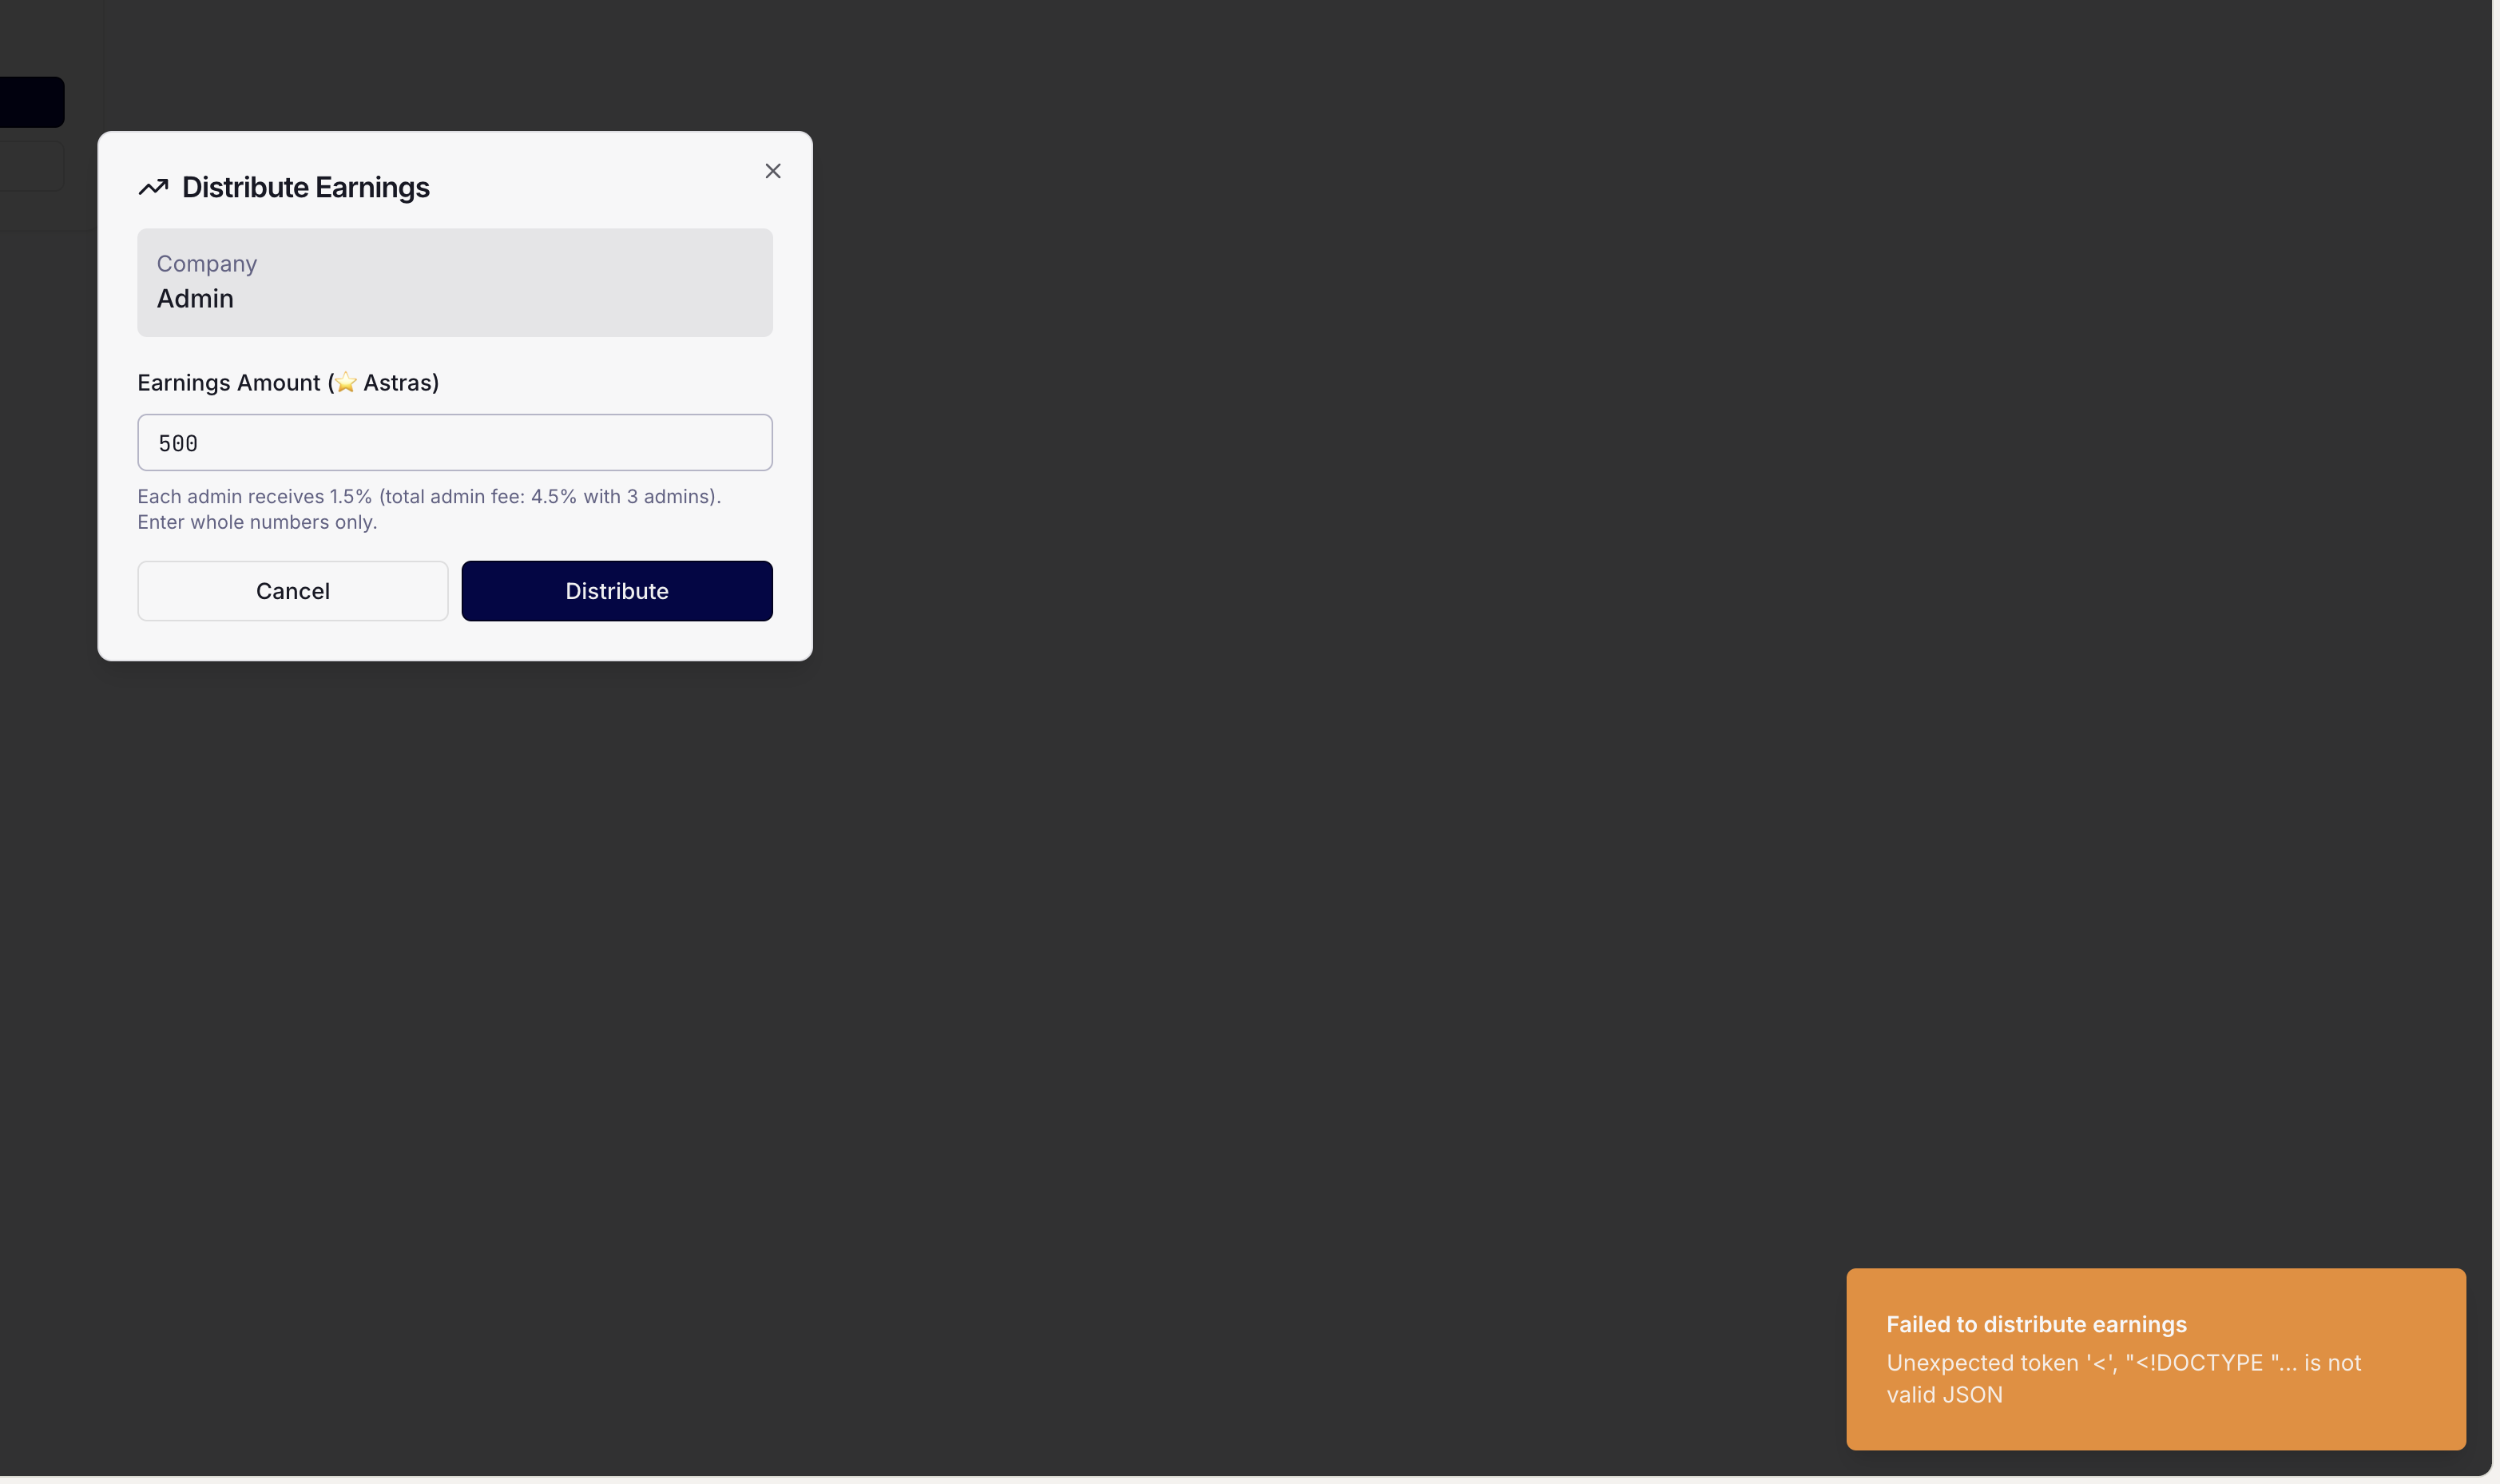 Distribute Earnings
Company
Admin
Earnings Amount (⭐ Astras)
500
Each admin receives 1.5% (total admin fee: 4.5% with 3 admins).
Enter whole numbers only.
Cancel
Distribute
Failed to distribute earnings
Unexpected token '<', "<!DOCTYPE "... is not
valid JSON